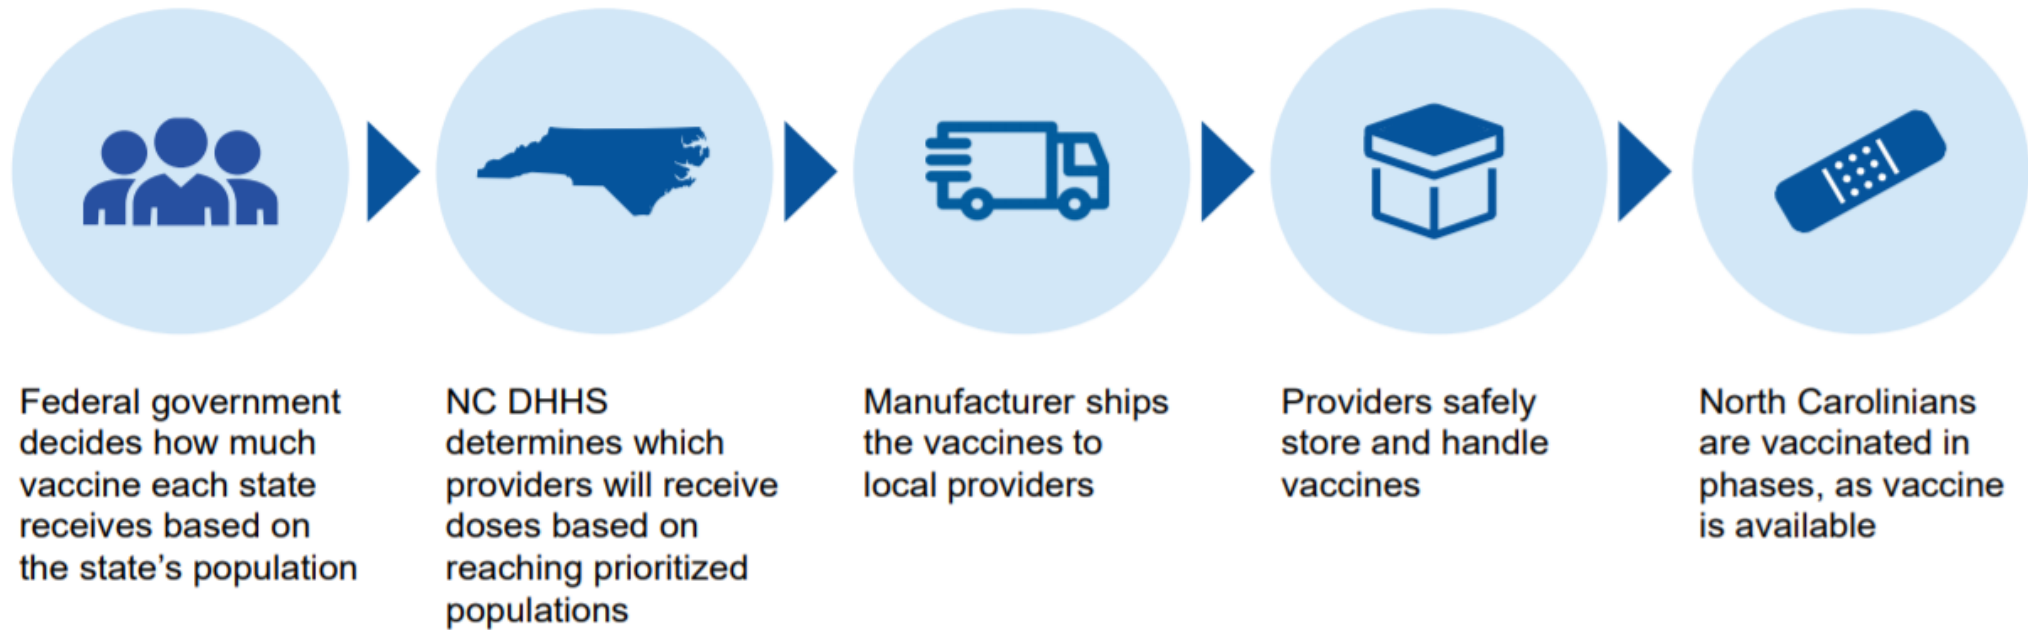 Federal government
decides how much
vaccine each state
receives based on
the state’s population
NC DHHS
determines which
providers will receive
doses based on
reaching prioritized
populations
Manufacturer ships
the vaccines to
local providers
Providers safely
store and handle
vaccines
North Carolinians
are vaccinated in
phases, as vaccine
is available